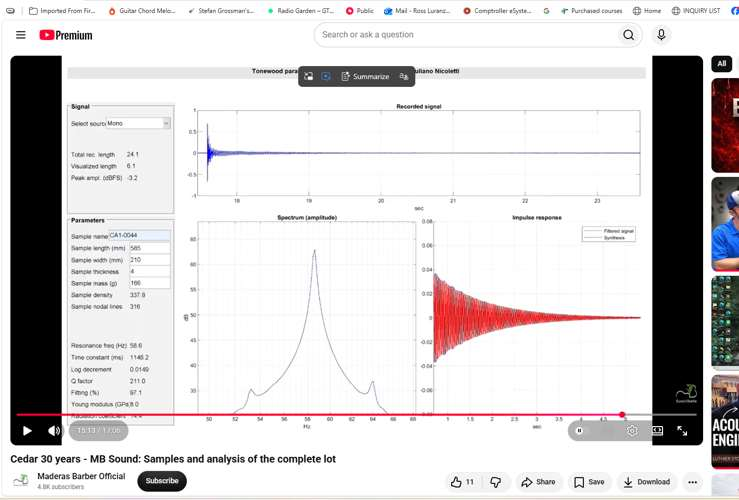 Imported From Fir...
Guitar Chord Melo...
Stefan Grossman's...
Radio Garden – GT...
Public
Mail - Ross Luranz...
Comptroller eSyste...
Purchased courses
Home
INQUIRY LIST
Premium
Search or ask a question
All
Tonewood para
uliano Nicoletti
Summarize
Signal
Select source
Mono
Total rec. length 24.1
Visualized length 6.1
Peak ampl. (dBFS) -3.2
Recorded signal
1
0.5
0
-0.5
-1
18 19 20 21 22 23
sec
Parameters
Sample name CA1-0044
Sample length (mm) 585
Sample width (mm) 210
Sample thickness 4
Sample mass (g) 166
Sample density 337.8
Sample nodal lines 316
Resonance freq (Hz) 58.6
Time constant (ms) 1146.2
Log decrement 0.0149
Q factor 211.0
Fitting (%) 97.1
Young modulus (GPa) 8.0
Radiation coefficient 14.4
Spectrum (amplitude)
65
55
50
45
40
35
dB
50 52 54 56 58 60 62 64 66 68
Hz
Impulse response
Filtered signal
Synthesis
0.08
0.06
0.04
0.02
0
-0.02
-0.04
-0.06
-0.08
1 1.5 2 2.5 3 3.5 4 4.5 5
sec
15:13 / 17:06
Cedar 30 years - MB Sound: Samples and analysis of the complete lot
Maderas Barber Official
4.8K subscribers
Subscribe
11
Share
Save
Download
ACOU
ENGINE
LUTHIER STO